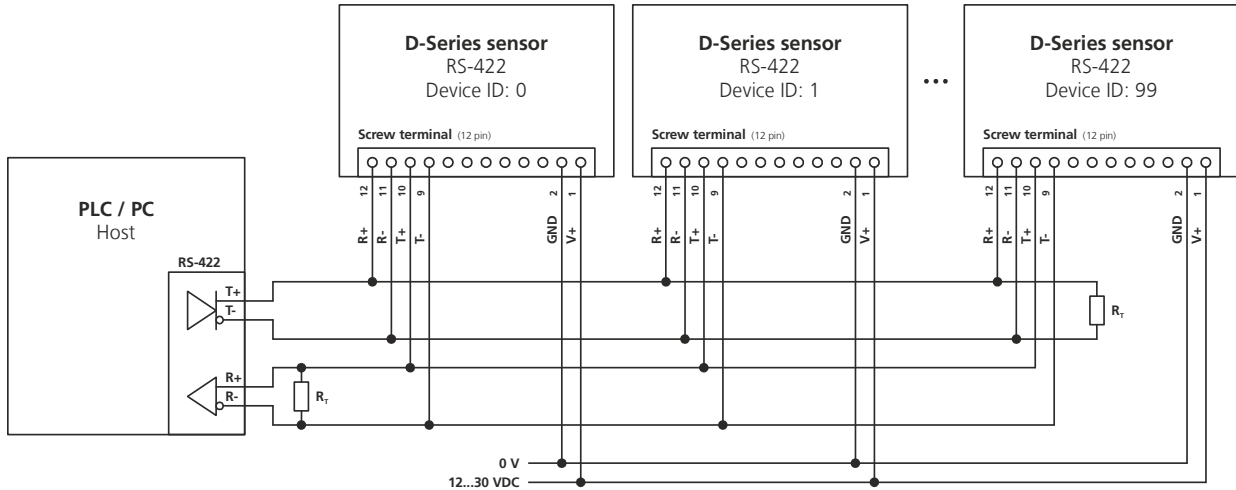 D-Series sensor
RS-422
Device ID: 0
Screw terminal (12 pin)
12 11 10 9 2 1
R+ R- T+ T- GND V+
D-Series sensor
RS-422
Device ID: 1
Screw terminal (12 pin)
12 11 10 9 2 1
R+ R- T+ T- GND V+
...
D-Series sensor
RS-422
Device ID: 99
Screw terminal (12 pin)
12 11 10 9 2 1
R+ R- T+ T- GND V+
PLC / PC
Host
RS-422
T+
T-
R+
R-
RT
RT
0 V
12...30 VDC